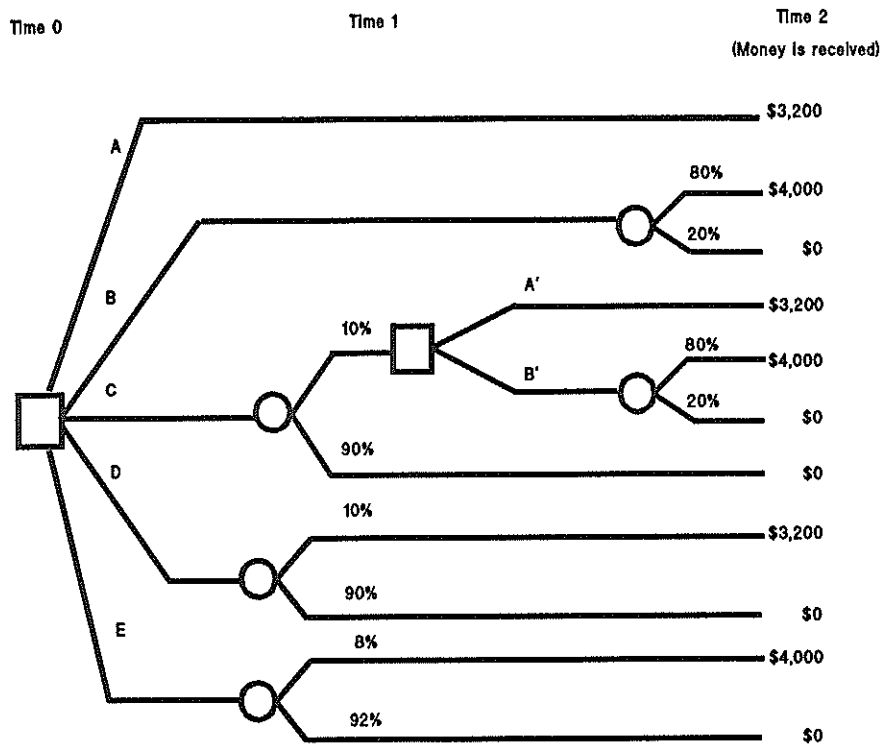 Time 0
Time 1
Time 2
(Money is received)
A
$3,200
80%
$4,000
20%
$0
B
A'
$3,200
10%
80%
$4,000
B'
C
20%
$0
90%
$0
D
10%
$3,200
90%
$0
E
8%
$4,000
92%
$0